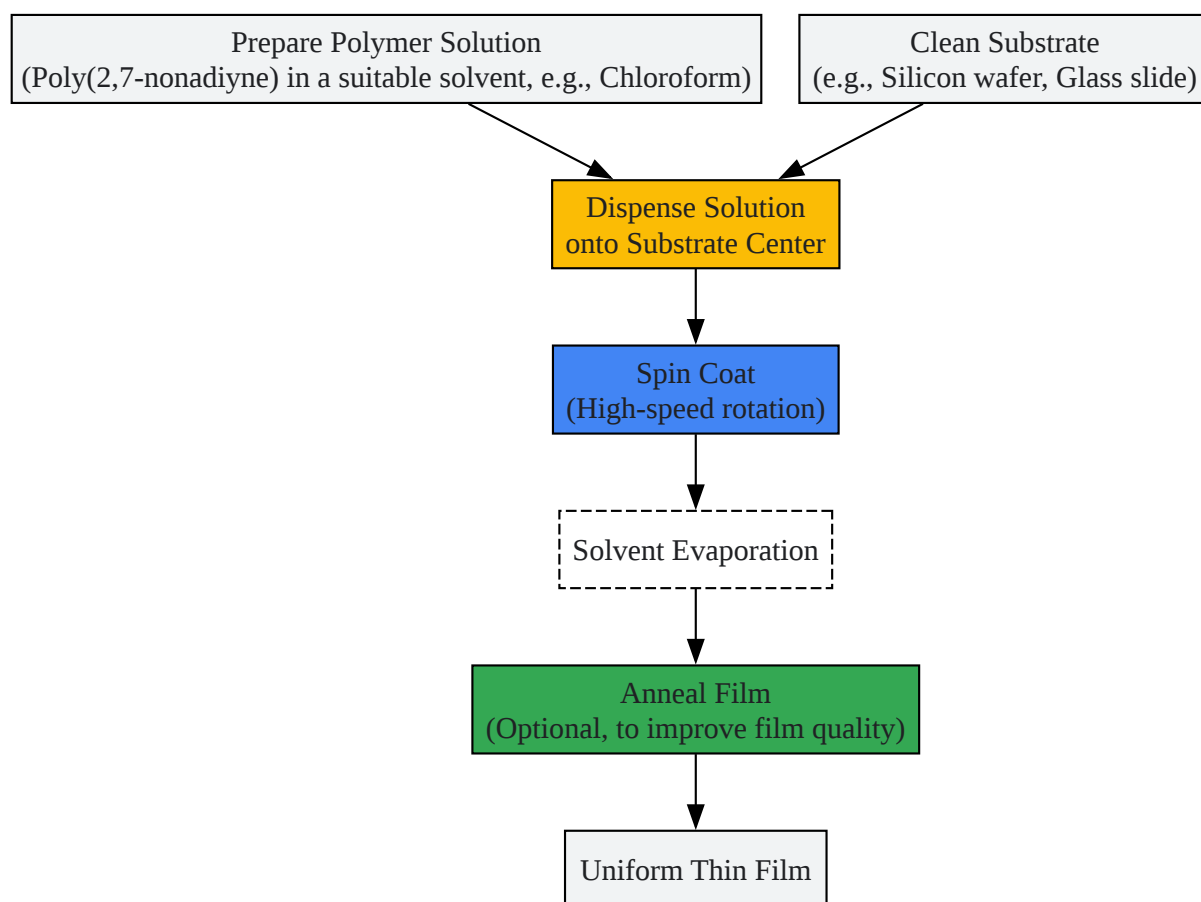 Prepare Polymer Solution
(Poly(2,7-nonadiyne) in a suitable solvent, e.g., Chloroform)
Clean Substrate
(e.g., Silicon wafer, Glass slide)
Dispense Solution
onto Substrate Center
Spin Coat
(High-speed rotation)
Solvent Evaporation
Anneal Film
(Optional, to improve film quality)
Uniform Thin Film